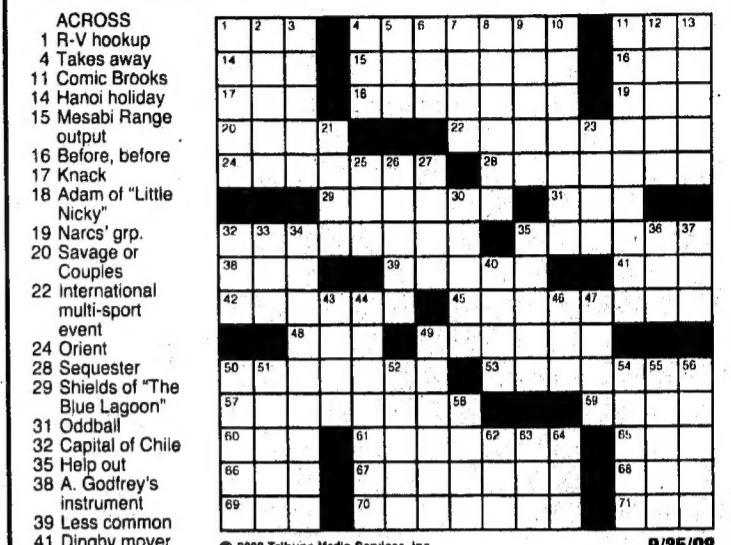 ACROSS
1 R-V hookup
4 Takes away
11 Comic Brooks
14 Hanoi holiday
15 Mesabi Range
output
16 Before, before
17 Knack
18 Adam of "Little
Nicky"
19 Narcs' grp.
20 Savage or
Couples
22 International
multi-sport
event
24 Orient
28 Sequester
29 Shields of "The
Blue Lagoon"
31 Oddball
32 Capital of Chile
35 Help out
38 A. Godfrey's
instrument
39 Less common
41 Dinghy mover
1 2 3 4 5 6 7 8 9 10 11 12 13
14 15 16
17 18 19
20 21 22 23
24 25 26 27 28
29 30 31
32 33 34 35 36 37
38 39 40 41
42 43 44 45 46 47
48 49
50 51 52 53 54 55 56
57 58 59
60 61 62 63 64 65
66 67 68
69 70 71
Tribune Media Services, Inc.
9/25/08